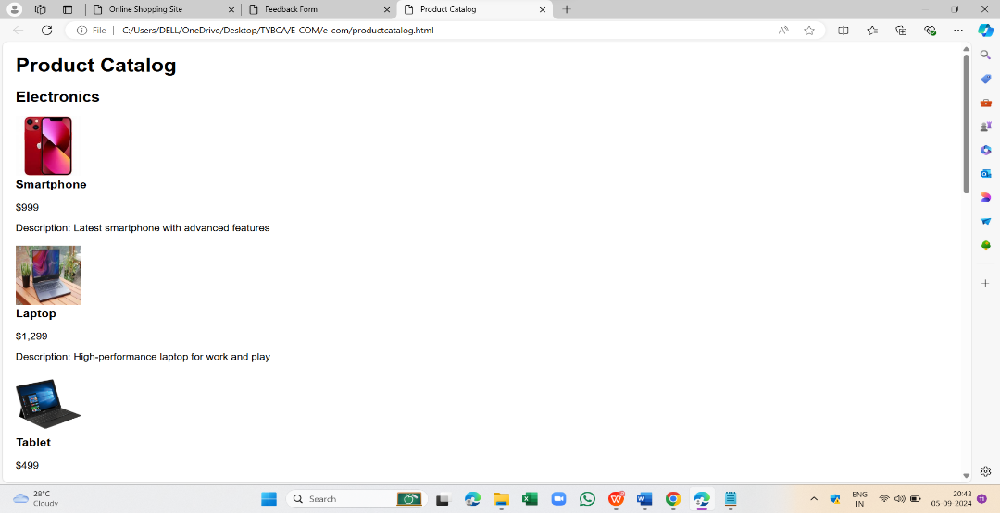 Online Shopping Site
Feedback Form
Product Catalog
File
C:/Users/DELL/OneDrive/Desktop/TYBCA/E-COM/e-com/productcatalog.html
Product Catalog
Electronics
Smartphone
$999
Description: Latest smartphone with advanced features
Laptop
$1,299
Description: High-performance laptop for work and play
Tablet
$499
28°C
Cloudy
Search
ENG
IN
20:43
05-09-2024
11